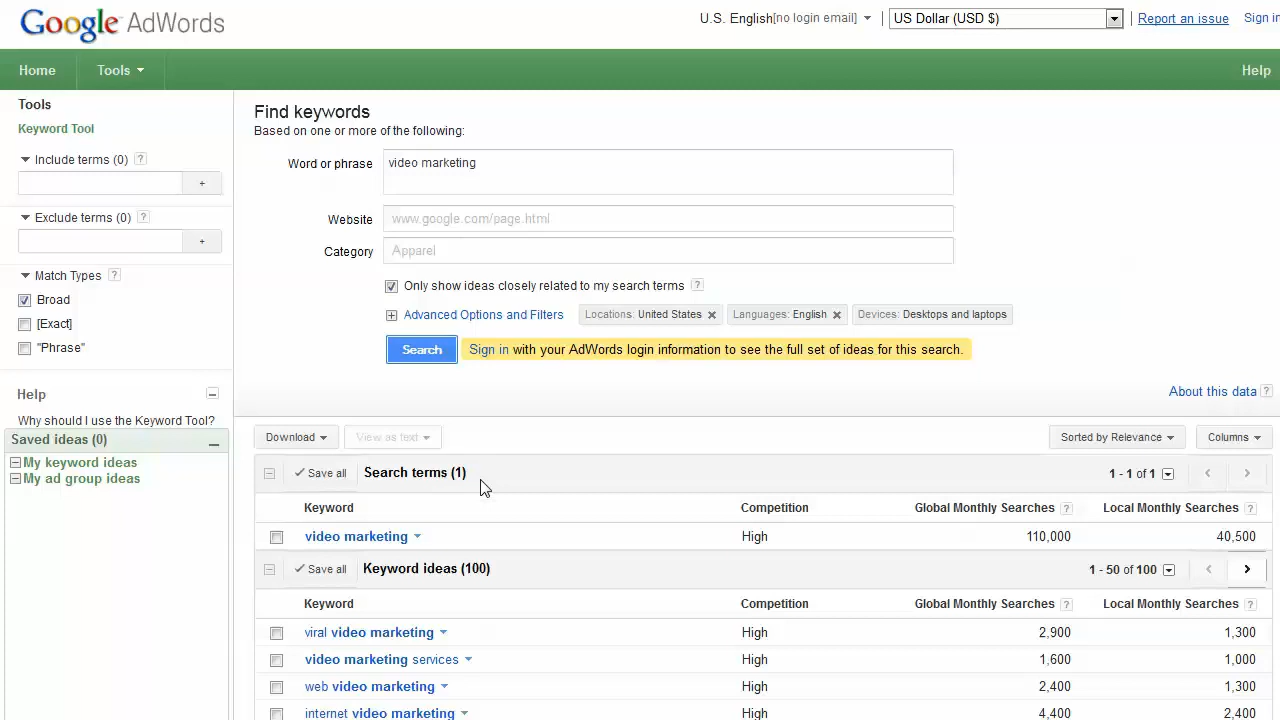 Google AdWords
U.S. English[no login email]
US Dollar (USD $)
Report an issue
Sign in
Home
Tools
Help
Tools
Keyword Tool
Include terms (0) ?
+
Exclude terms (0) ?
+
Match Types ?
Broad
[Exact]
"Phrase"
Help
Why should I use the Keyword Tool?
Saved ideas (0)
My keyword ideas
My ad group ideas
Find keywords
Based on one or more of the following:
Word or phrase video marketing
Website www.google.com/page.html
Category Apparel
Only show ideas closely related to my search terms ?
Advanced Options and Filters Locations: United States Languages: English Devices: Desktops and laptops
Search Sign in with your AdWords login information to see the full set of ideas for this search.
About this data ?
Download View as text Sorted by Relevance Columns
Save all Search terms (1) 1 - 1 of 1
Keyword Competition Global Monthly Searches ? Local Monthly Searches ?
video marketing High 110,000 40,500
Save all Keyword ideas (100) 1 - 50 of 100
Keyword Competition Global Monthly Searches ? Local Monthly Searches ?
viral video marketing High 2,900 1,300
video marketing services High 1,600 1,000
web video marketing High 2,400 1,300
internet video marketing High 4,400 2,400